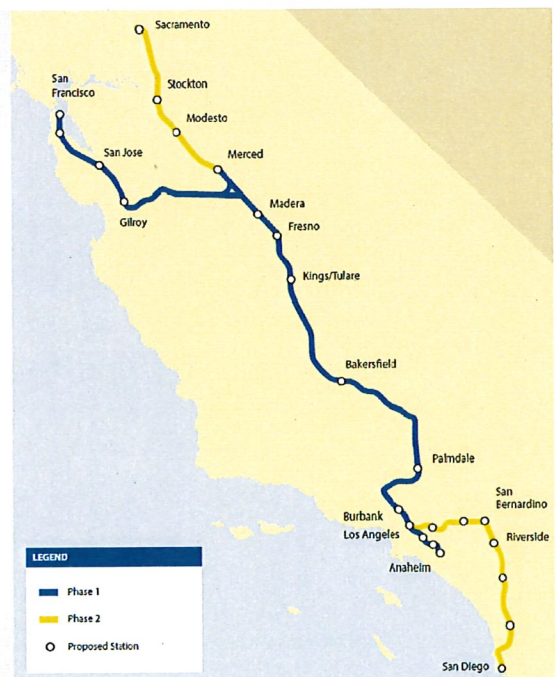 Sacramento
San
Francisco
Stockton
Modesto
San Jose
Merced
Gilroy
Madera
Fresno
Kings/Tulare
Bakersfield
Palmdale
San
Bernardino
Burbank
Los Angeles
Riverside
Anaheim
San Diego
LEGEND
Phase 1
Phase 2
Proposed Station